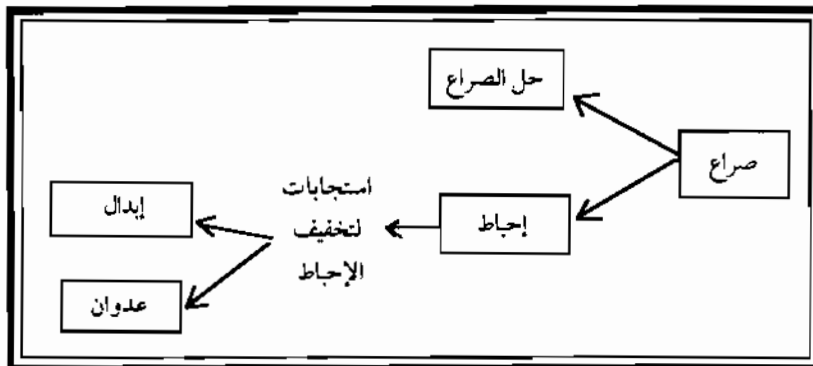 حل الصراع
صراع
إحباط
استجابات
لتخفيف
الإحباط
إبدال
عدوان